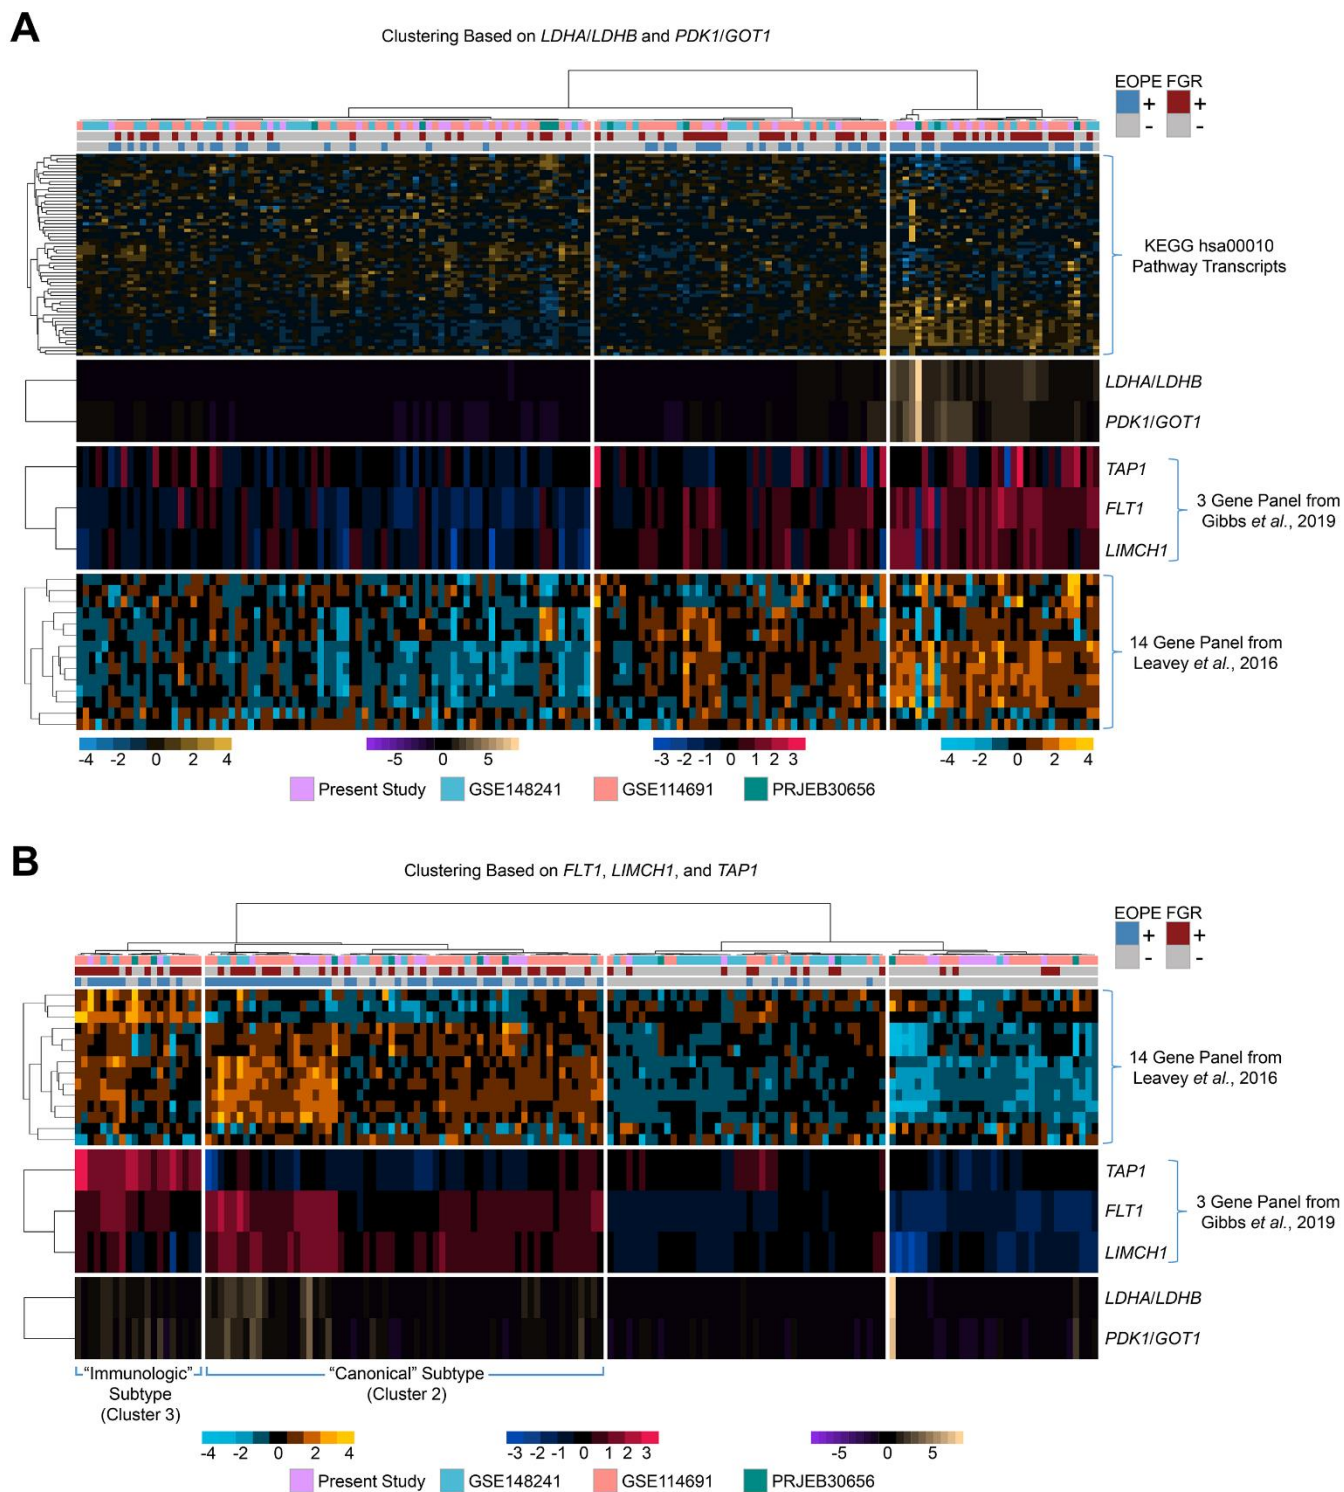 A
Clustering Based on LDHA/LDHB and PDK1/GOT1
EOPE FGR
+ +
- -
KEGG hsa00010
Pathway Transcripts
LDHA/LDHB
PDK1/GOT1
TAP1
FLT1
LIMCH1
3 Gene Panel from
Gibbs et al., 2019
14 Gene Panel from
Leavey et al., 2016
-4 -2 0 2 4
-5 0 5
-3 -2 -1 0 1 2 3
-4 -2 0 2 4
Present Study GSE148241 GSE114691 PRJEB30656
B
Clustering Based on FLT1, LIMCH1, and TAP1
EOPE FGR
+ +
- -
14 Gene Panel from
Leavey et al., 2016
TAP1
FLT1
LIMCH1
3 Gene Panel from
Gibbs et al., 2019
LDHA/LDHB
PDK1/GOT1
“Immunologic”
Subtype
(Cluster 3)
“Canonical” Subtype
(Cluster 2)
-4 -2 0 2 4
-3 -2 -1 0 1 2 3
-5 0 5
Present Study GSE148241 GSE114691 PRJEB30656